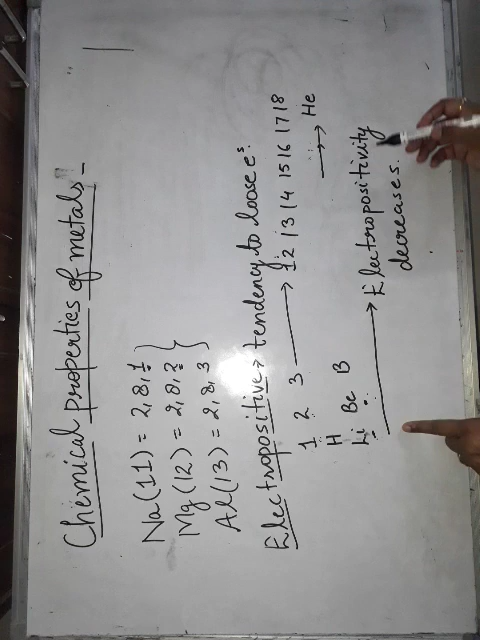 Chemical properties of metals-
Na(11) = 2,8,1
Mg(12) = 2,8,2
Al(13) = 2,8,3
Electropositive → tendency to loose e^s.
1 2 3 → 12 13 14 15 16 17 18
H → He
Li Be B
→ Electropositivity
decreases.